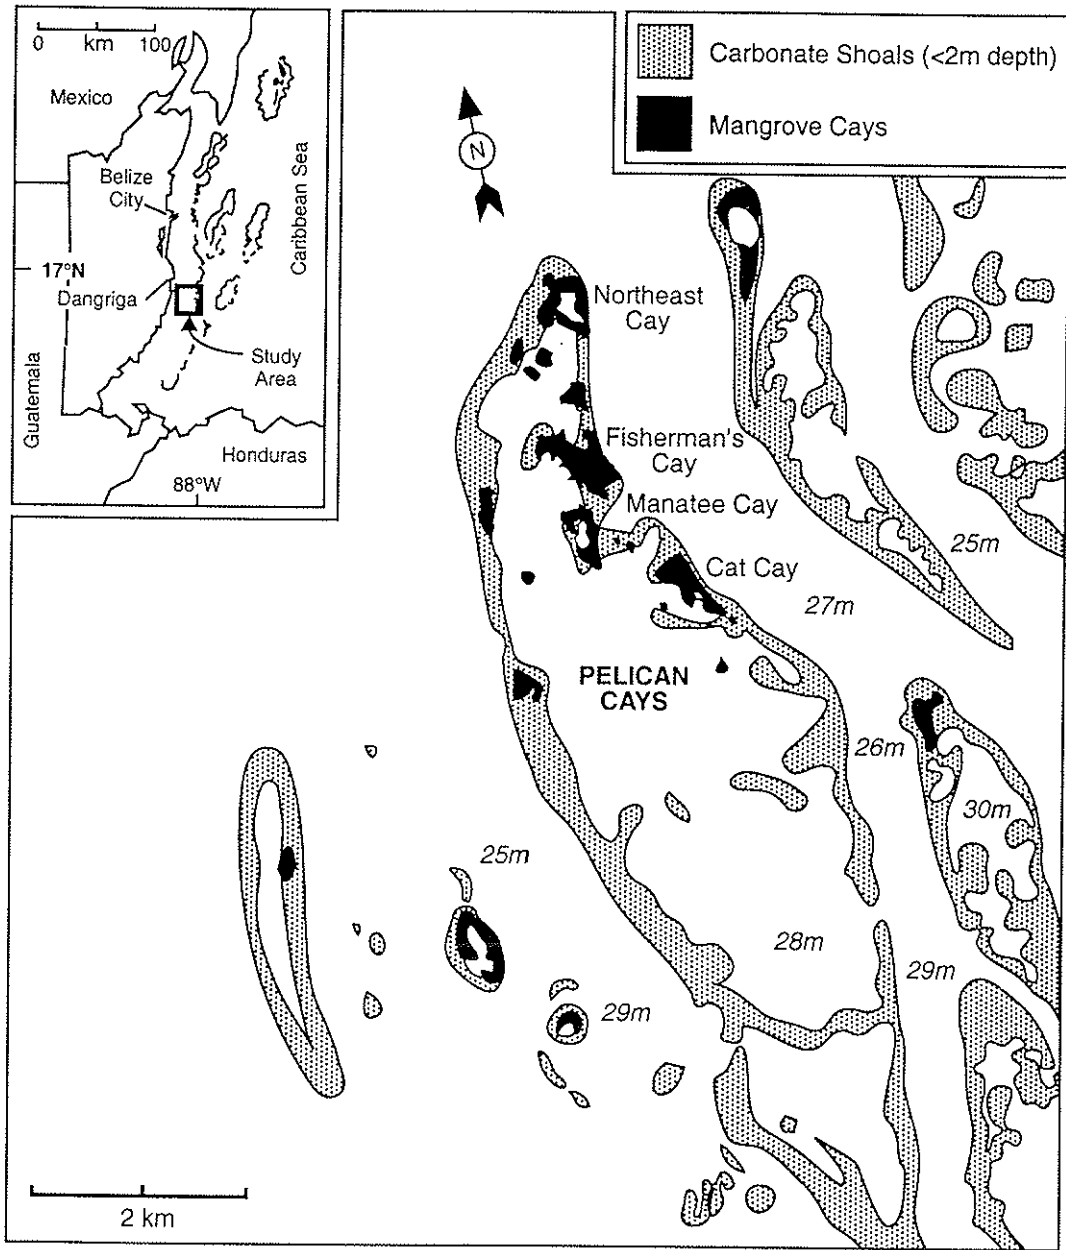 0 km 100
Mexico
Belize
City
Caribbean Sea
17°N
Dangriga
Study
Area
Guatemala
Honduras
88°W
Carbonate Shoals (<2m depth)
Mangrove Cays
N
Northeast
Cay
Fisherman's
Cay
Manatee Cay
Cat Cay
25m
27m
PELICAN
CAYS
26m
30m
25m
28m
29m
29m
2 km